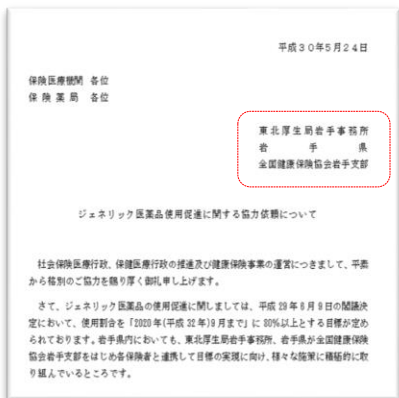 平成３０年５月２４日
保険医療機関 各位
保険薬局 各位
東北厚生局岩手事務所
岩手県
全国健康保険協会岩手支部
ジェネリック医薬品使用促進に関する協力依頼について
社会保険医療行政、保健医療行政の推進及び健康保険事業の運営につきまして、平素
から格別のご協力を賜り厚く御礼申し上げます。
さて、ジェネリック医薬品の使用促進に関しましては、平成 29 年 6 月 9 日の閣議決
定において、使用割合を「2020 年(平成 32 年)9 月まで」に 80%以上とする目標が定め
られております。岩手県内においても、東北厚生局岩手事務所、岩手県が全国健康保険
協会岩手支部をはじめ各保険者と連携して目標の実現に向け、様々な施策に積極的に取
り組んでいるところです。